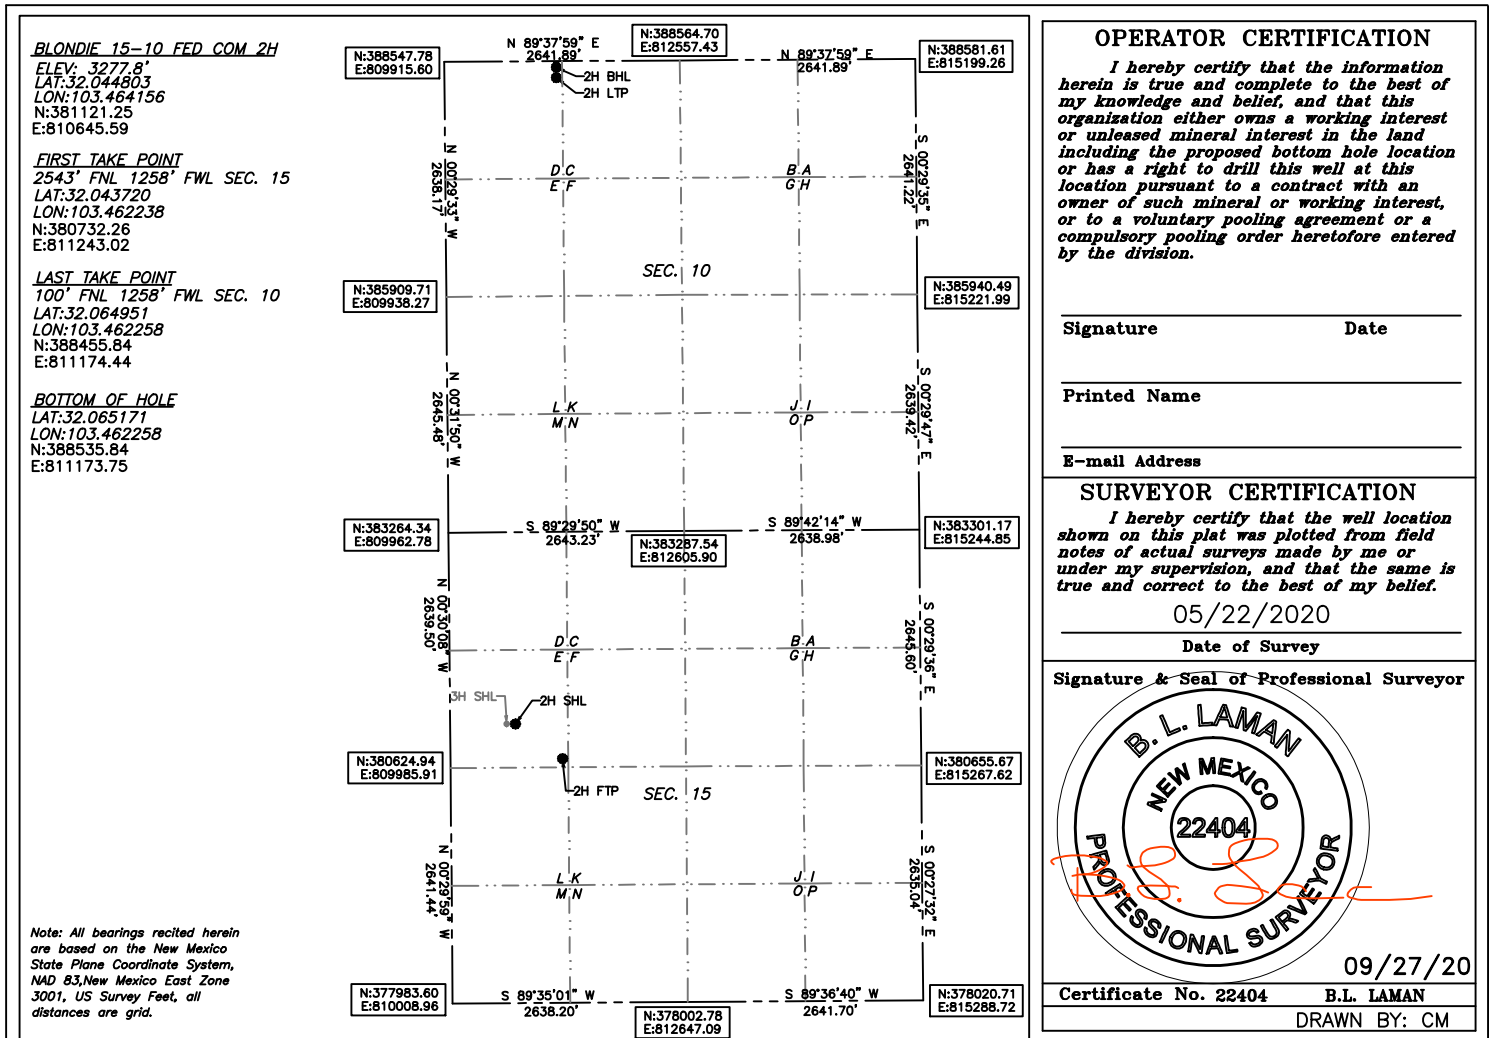 BLONDIE 15-10 FED COM 2H
ELEV: 3277.8'
LAT:32.044803
LON:103.464156
N:381121.25
E:810645.59
FIRST TAKE POINT
2543' FNL 1258' FWL SEC. 15
LAT:32.043720
LON:103.462238
N:380732.26
E:811243.02
LAST TAKE POINT
100' FNL 1258' FWL SEC. 10
LAT:32.064951
LON:103.462258
N:388455.84
E:811174.44
BOTTOM OF HOLE
LAT:32.065171
LON:103.462258
N:388535.84
E:811173.75
Note: All bearings recited herein
are based on the New Mexico
State Plane Coordinate System,
NAD 83,New Mexico East Zone
3001, US Survey Feet, all
distances are grid.
N:388547.78
E:809915.60
N 89°37'59" E
2641.89'
N:388564.70
E:812557.43
N 89°37'59" E
2641.89'
N:388581.61
E:815199.26
2H BHL
2H LTP
N 00°29'33" W
2638.17'
D C
E F
B A
G H
S 00°29'35" E
2641.22'
SEC. 10
N:385909.71
E:809938.27
N:385940.49
E:815221.99
N 00°31'50" W
2645.48'
L K
M N
J I
O P
S 00°29'47" E
2639.42'
N:383264.34
E:809962.78
S 89°29'50" W
2643.23'
N:383287.54
E:812605.90
S 89°42'14" W
2638.98'
N:383301.17
E:815244.85
N 00°30'08" W
2639.50'
D C
E F
B A
G H
S 00°29'36" E
2645.60'
3H SHL
2H SHL
N:380624.94
E:809985.91
2H FTP
SEC. 15
N:380655.67
E:815267.62
N 00°29'59" W
2641.44'
L K
M N
J I
O P
S 00°27'32" E
2635.04'
N:377983.60
E:810008.96
S 89°35'01" W
2638.20'
N:378002.78
E:812647.09
S 89°36'40" W
2641.70'
N:378020.71
E:815288.72
OPERATOR CERTIFICATION
I hereby certify that the information
herein is true and complete to the best of
my knowledge and belief, and that this
organization either owns a working interest
or unleased mineral interest in the land
including the proposed bottom hole location
or has a right to drill this well at this
location pursuant to a contract with an
owner of such mineral or working interest,
or to a voluntary pooling agreement or a
compulsory pooling order heretofore entered
by the division.
Signature Date
Printed Name
E-mail Address
SURVEYOR CERTIFICATION
I hereby certify that the well location
shown on this plat was plotted from field
notes of actual surveys made by me or
under my supervision, and that the same is
true and correct to the best of my belief.
05/22/2020
Date of Survey
Signature & Seal of Professional Surveyor
B. L. LAMAN
NEW MEXICO
22404
PROFESSIONAL SURVEYOR
09/27/20
Certificate No. 22404 B.L. LAMAN
DRAWN BY: CM